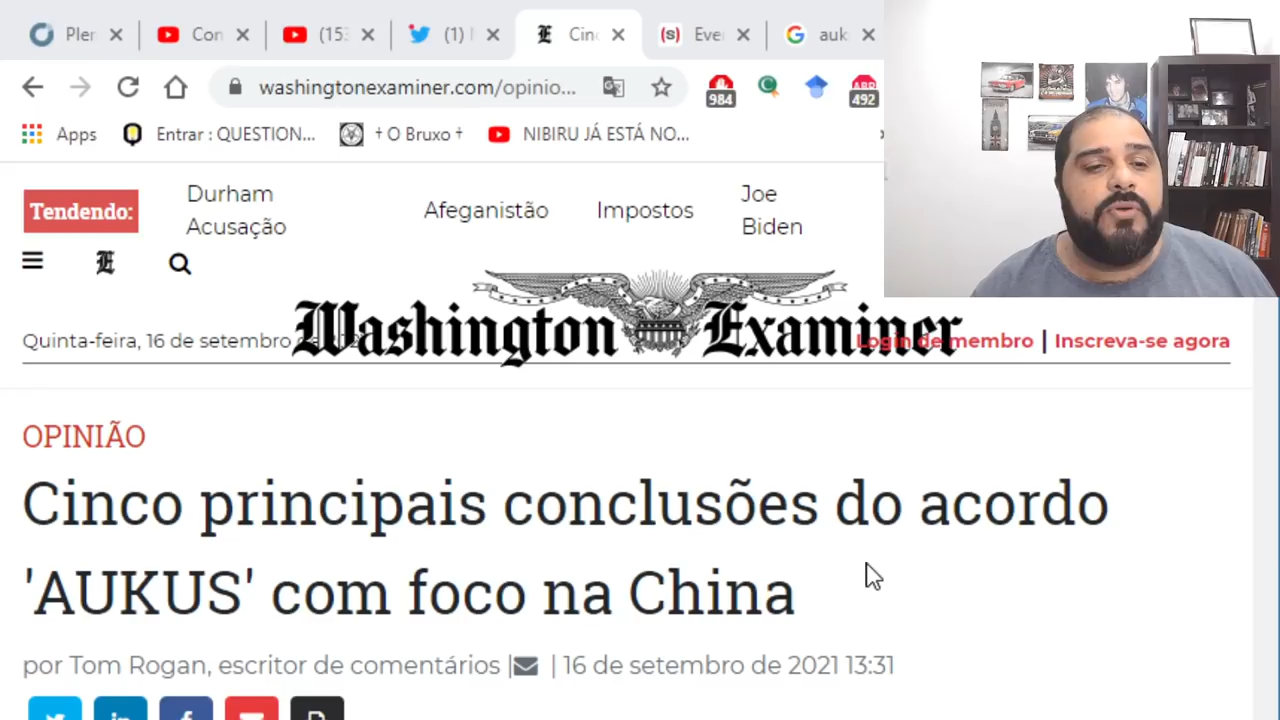 Pler
Con
(153
(1)
Cinc
(s) Eve
auk
washingtonexaminer.com/opinio...
984
492
Apps
Entrar : QUESTION...
† O Bruxo †
NIBIRU JÁ ESTÁ NO...
Tendendo:
Durham
Acusação
Afeganistão
Impostos
Joe
Biden
Washington Examiner
Quinta-feira, 16 de setembro
Login de membro | Inscreva-se agora
OPINIÃO
Cinco principais conclusões do acordo
'AUKUS' com foco na China
por Tom Rogan, escritor de comentários | | 16 de setembro de 2021 13:31